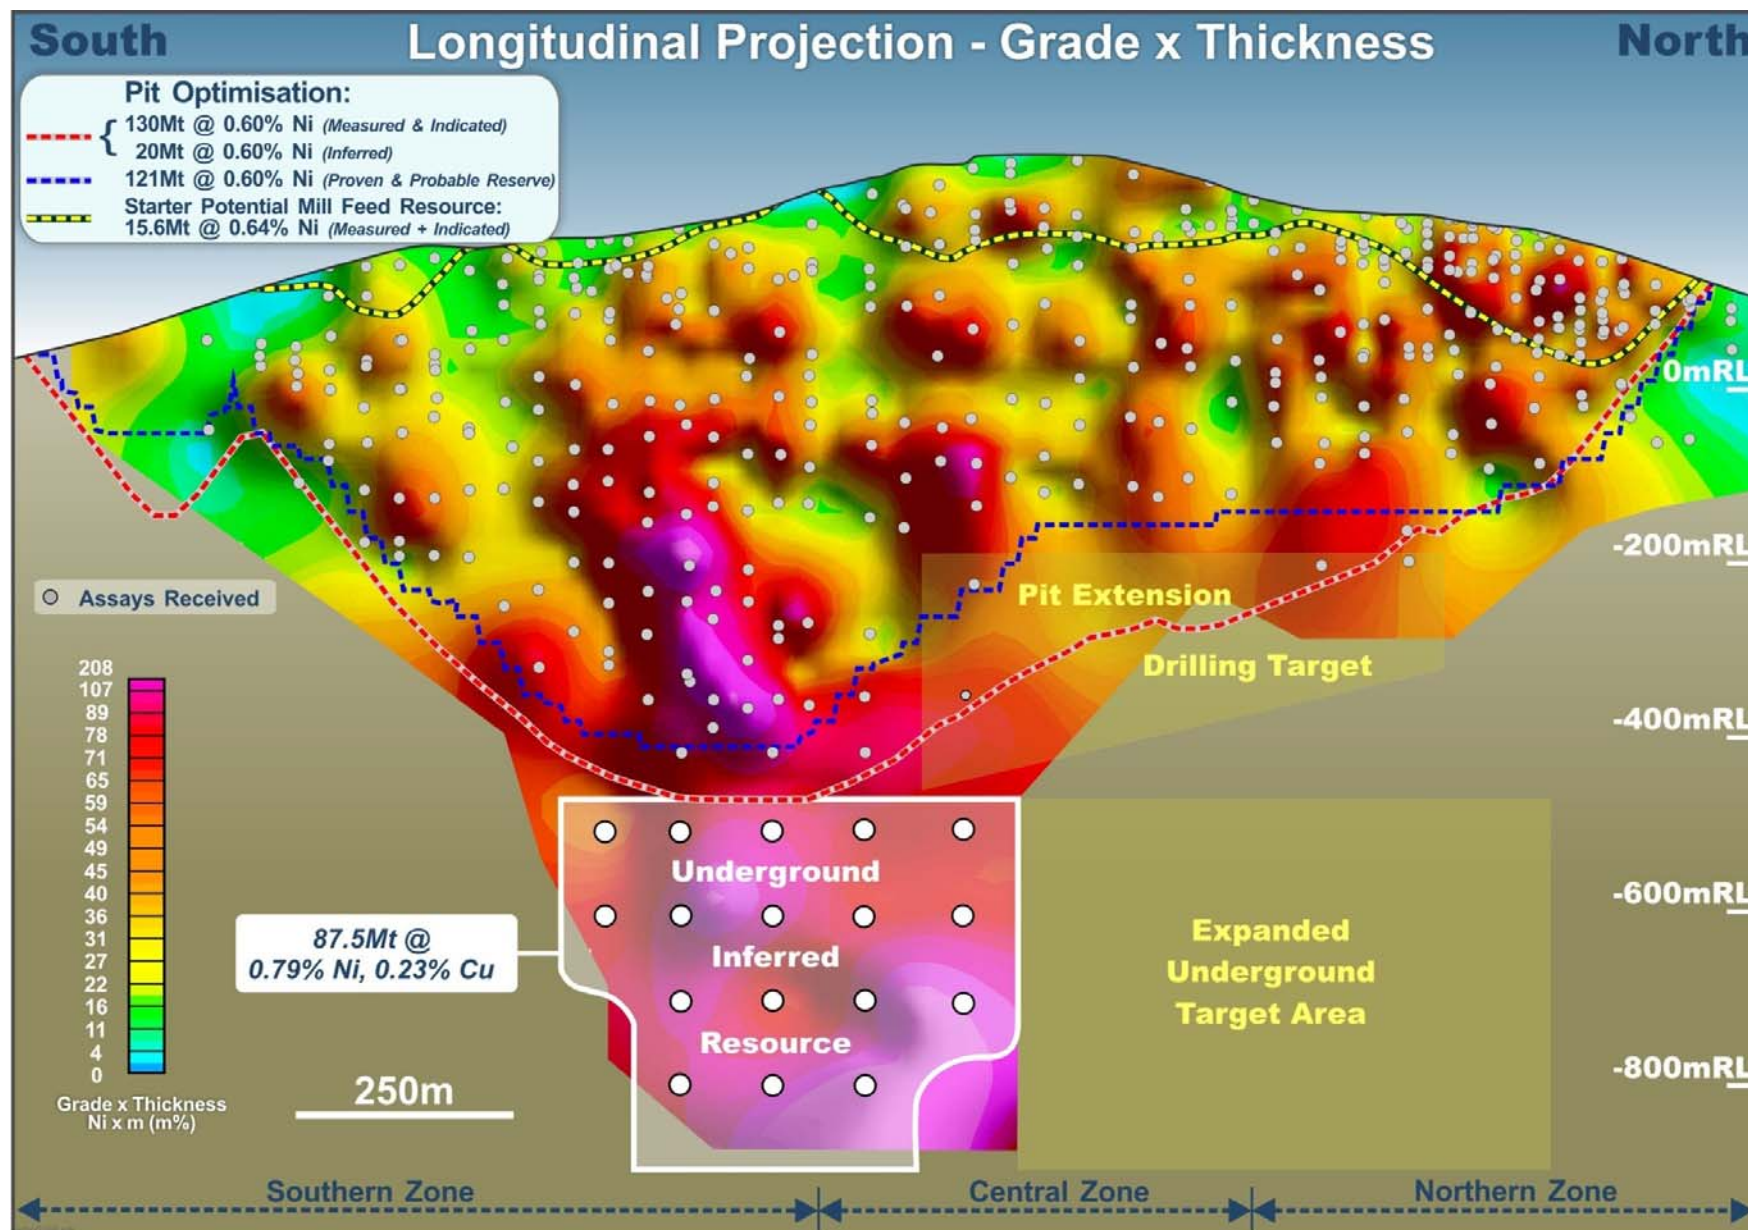 South
Longitudinal Projection - Grade x Thickness
North
Pit Optimisation:
130Mt @ 0.60% Ni (Measured & Indicated)
20Mt @ 0.60% Ni (Inferred)
121Mt @ 0.60% Ni (Proven & Probable Reserve)
Starter Potential Mill Feed Resource:
15.6Mt @ 0.64% Ni (Measured + Indicated)
0mRL
-200mRL
Pit Extension
Assays Received
Drilling Target
208
107
89
78
71
65
59
54
49
45
40
36
31
27
22
16
11
4
0
Grade x Thickness
Ni x m (m%)
-400mRL
Underground
Inferred
Resource
87.5Mt @
0.79% Ni, 0.23% Cu
-600mRL
Expanded
Underground
Target Area
-800mRL
250m
Southern Zone
Central Zone
Northern Zone